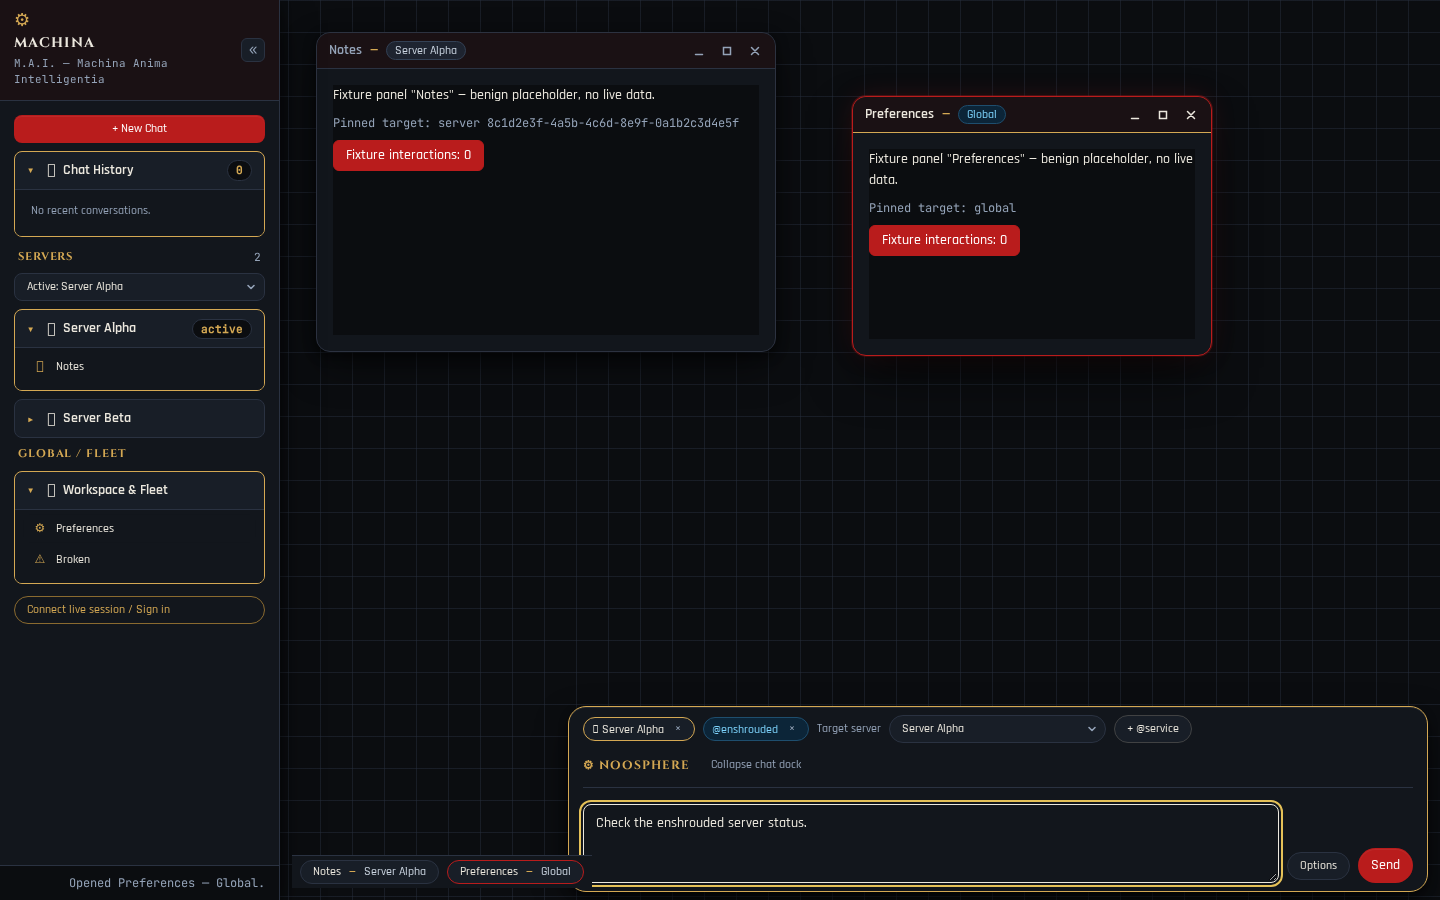 MACHINA
M.A.I. — Machina Anima
Intelligentia
«
+ New Chat
Chat History
0
No recent conversations.
SERVERS
2
Active: Server Alpha
Server Alpha
active
Notes
Server Beta
GLOBAL / FLEET
Workspace & Fleet
Preferences
Broken
Connect live session / Sign in
Opened Preferences — Global.
Notes — Server Alpha
Fixture panel "Notes" — benign placeholder, no live data.
Pinned target: server 8c1d2e3f-4a5b-4c6d-8e9f-0a1b2c3d4e5f
Fixture interactions: 0
Preferences — Global
Fixture panel "Preferences" — benign placeholder, no live
data.
Pinned target: global
Fixture interactions: 0
Server Alpha ×
@enshrouded ×
Target server
Server Alpha
+ @service
NOOSPHERE
Collapse chat dock
Check the enshrouded server status.
Options
Send
Notes — Server Alpha
Preferences — Global